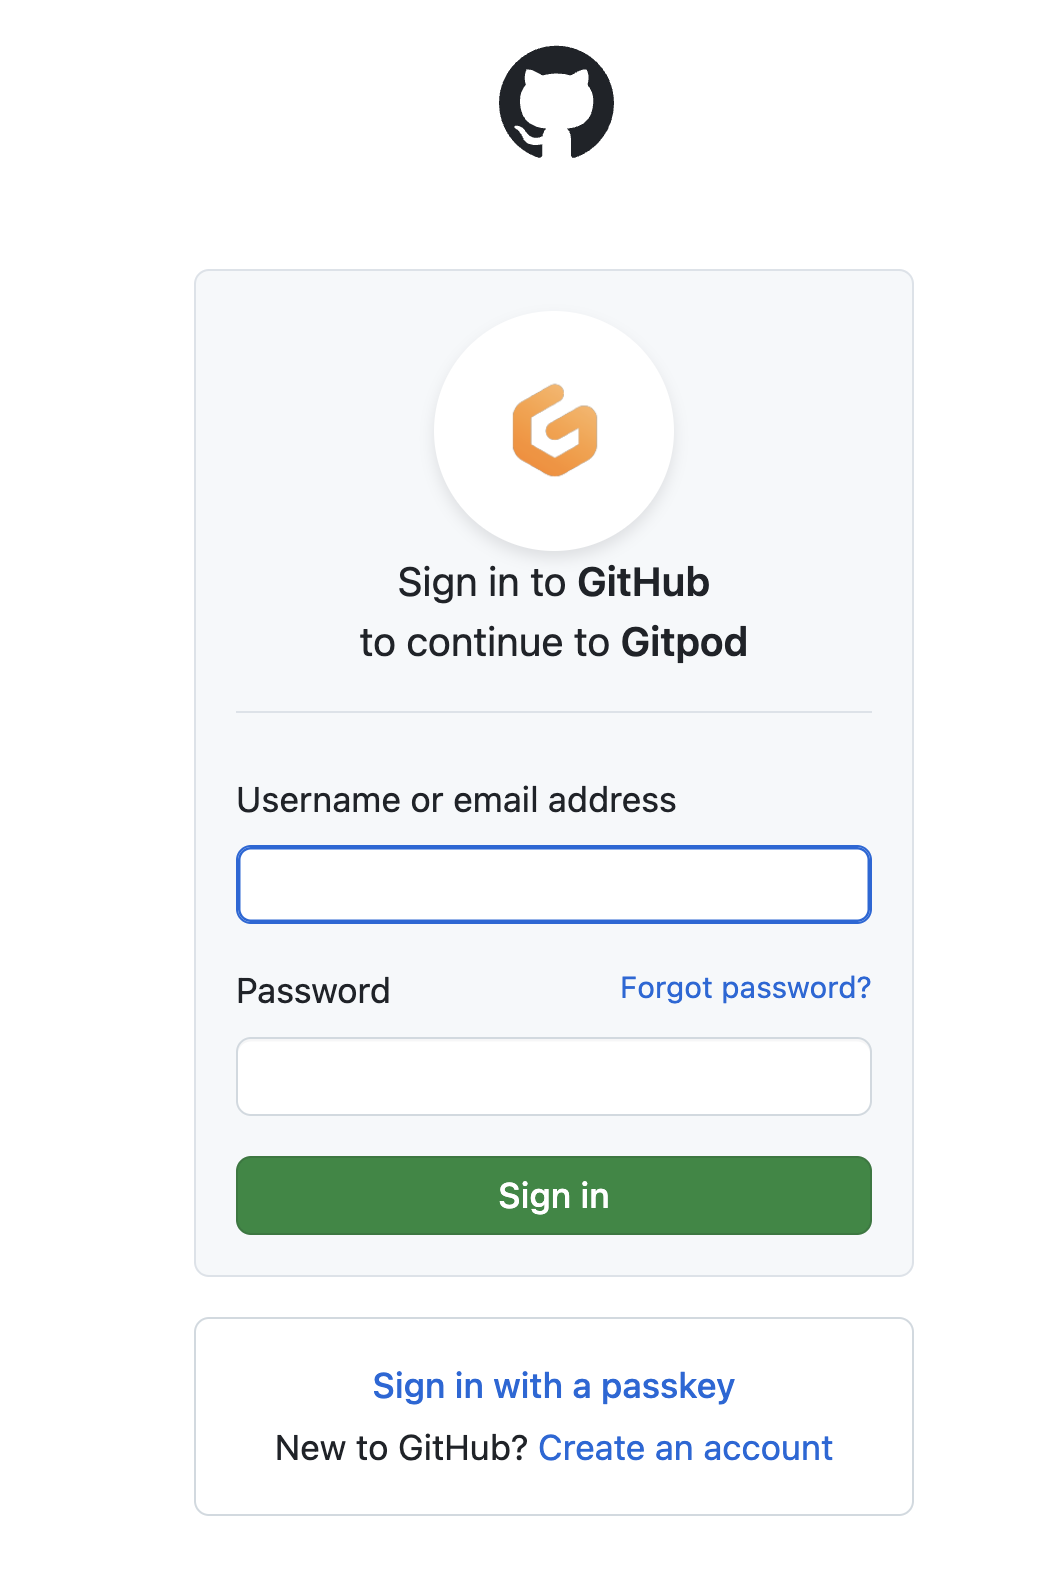 Sign in to GitHub
to continue to Gitpod
Username or email address
Password Forgot password?
Sign in
Sign in with a passkey
New to GitHub? Create an account